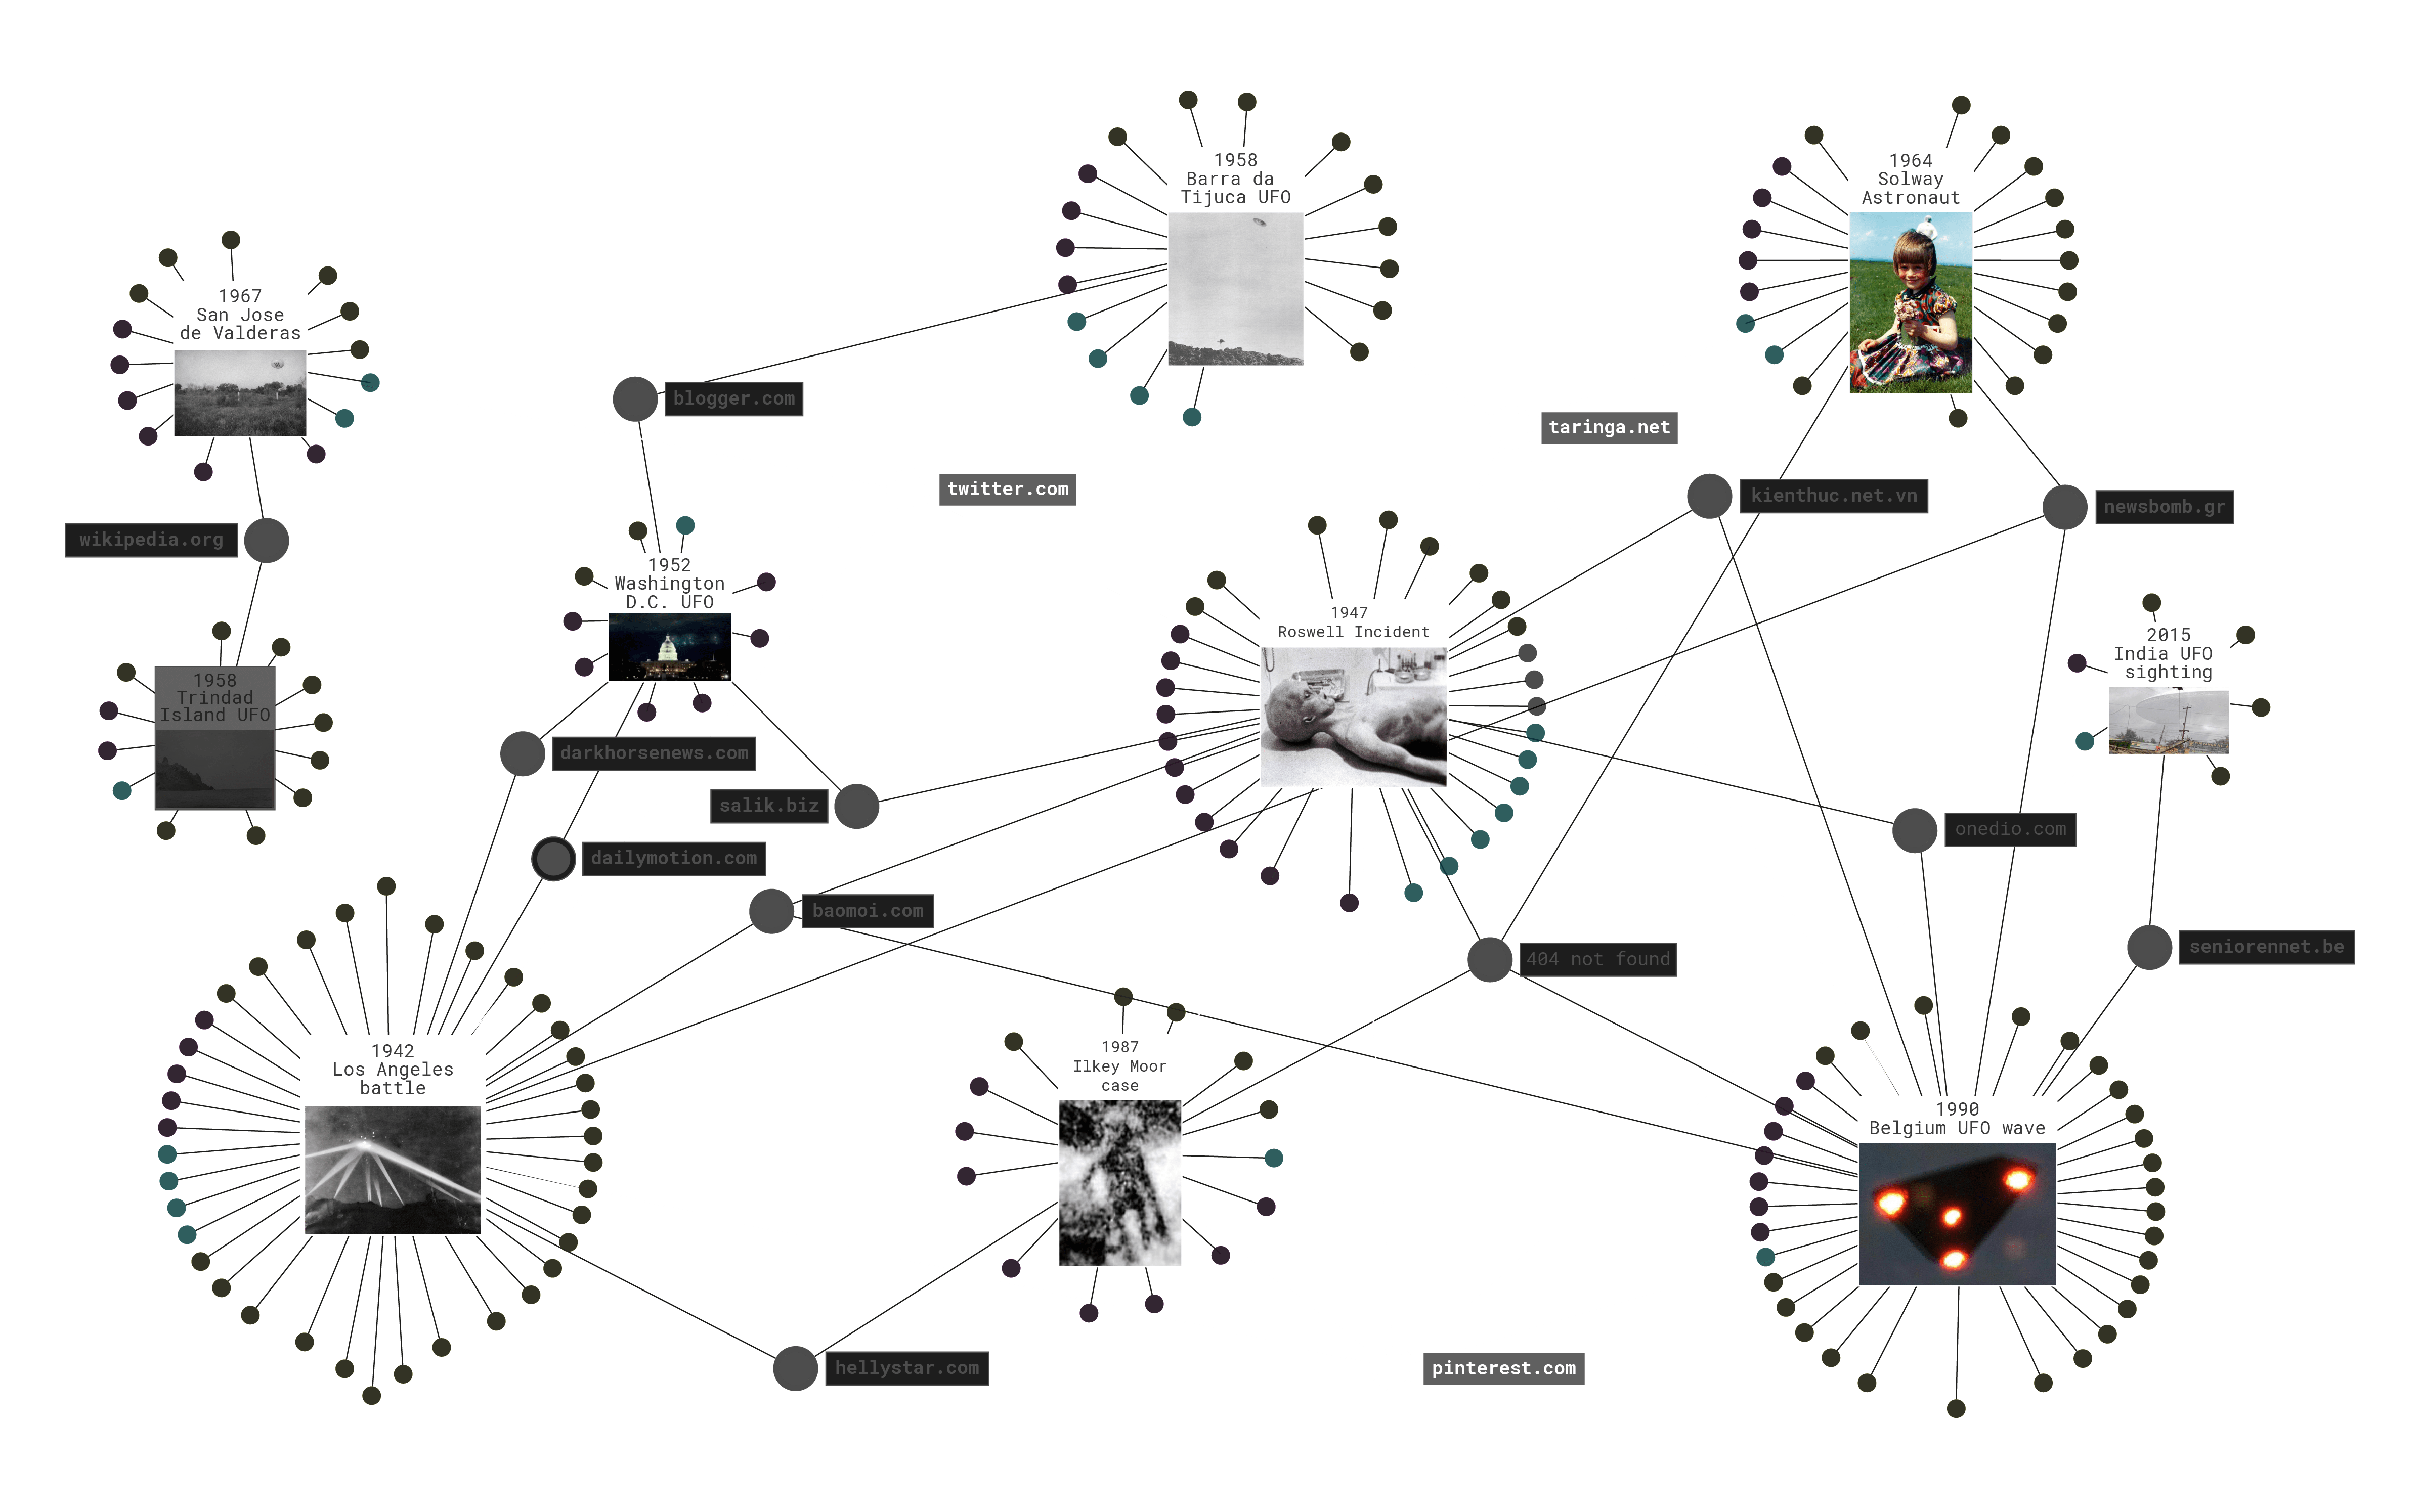 1958
Barra da
Tijuca UFO
1964
Solway
Astronaut
1967
San Jose
de Valderas
blogger.com
taringa.net
twitter.com
kienthuc.net.vn
newsbomb.gr
wikipedia.org
1952
Washington
D.C. UFO
1947
Roswell Incident
2015
India UFO
sighting
1958
Trindad
Island UFO
darkhorsenews.com
salik.biz
onedio.com
dailymotion.com
baomoi.com
404 not found
seniorennet.be
1942
Los Angeles
battle
1987
Ilkey Moor
case
1990
Belgium UFO wave
hellystar.com
pinterest.com